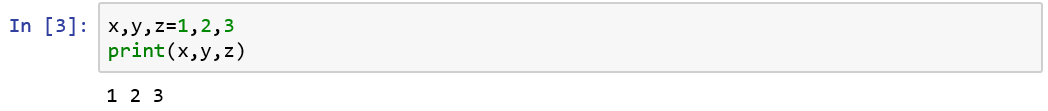 In [3]: x,y,z=1,2,3
print(x,y,z)
1 2 3